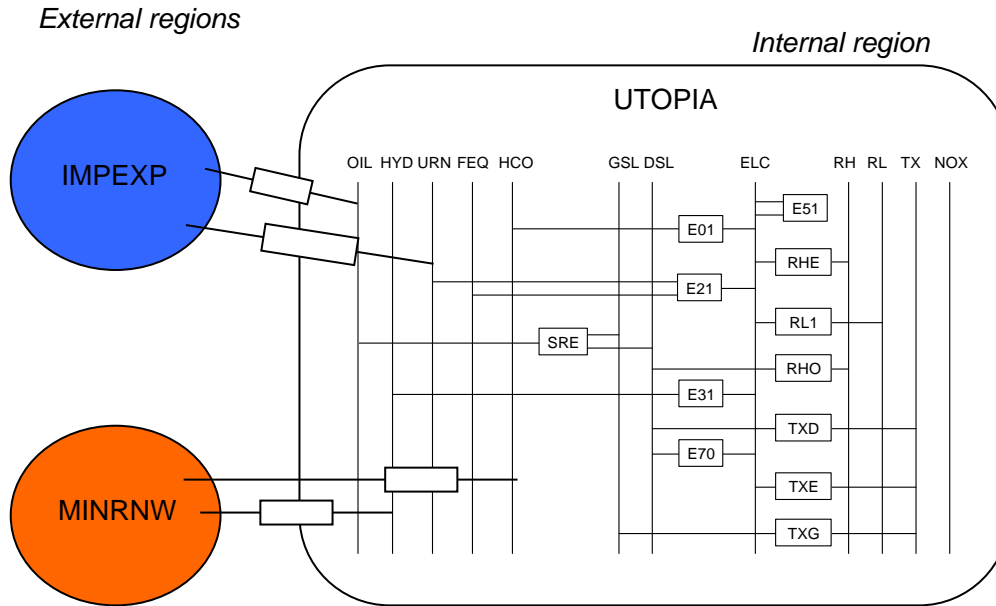 External regions
Internal region
UTOPIA
IMPEXP
OIL HYD URN FEQ HCO GSL DSL ELC RH RL TX NOX
E51
E01
RHE
E21
RL1
SRE
RHO
E31
TXD
E70
TXE
MINRNW
TXG